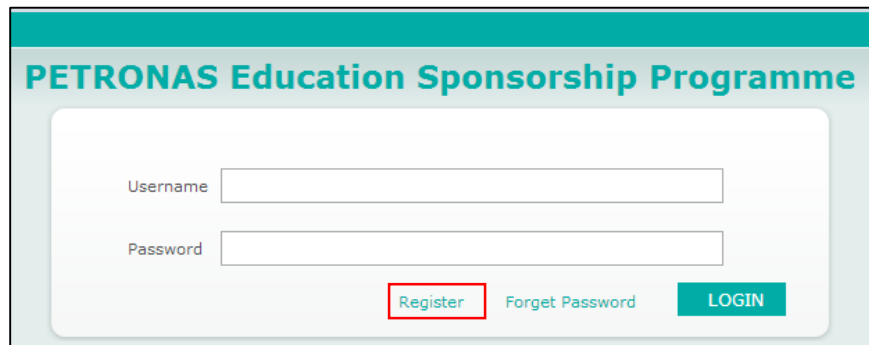 PETRONAS Education Sponsorship Programme
Username
Password
Register Forget Password LOGIN